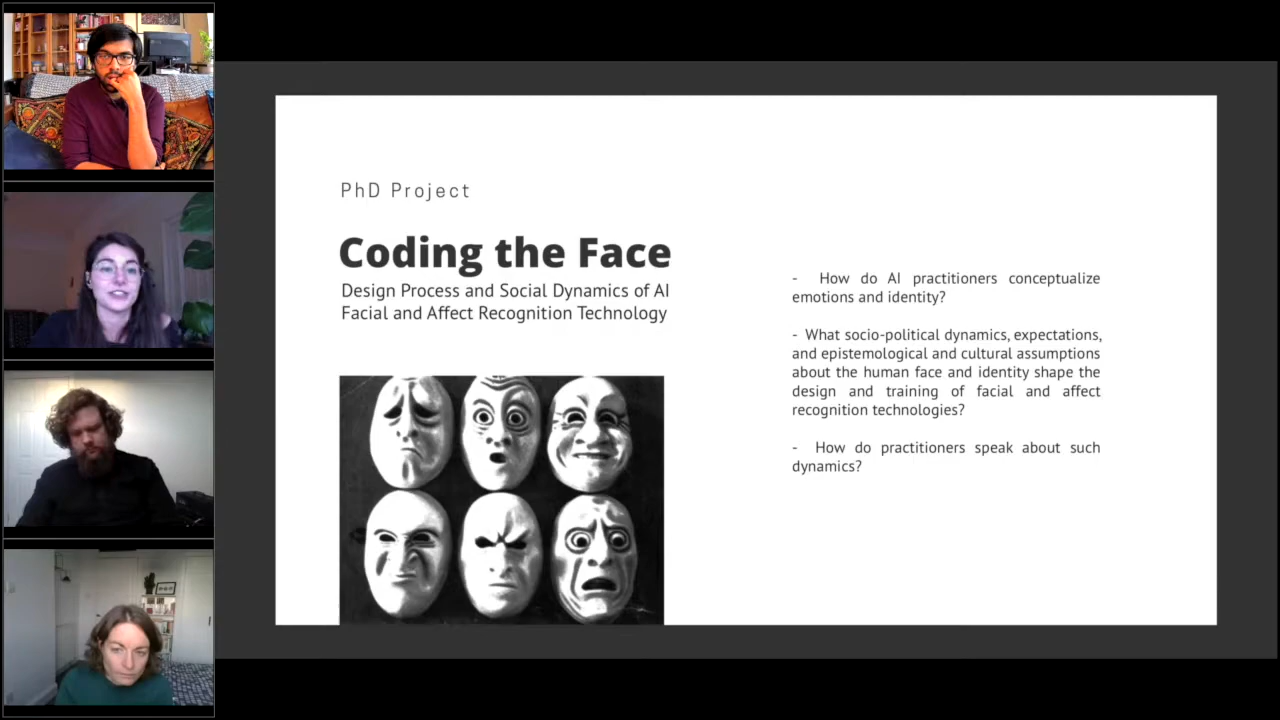 PhD Project
Coding the Face
Design Process and Social Dynamics of AI
Facial and Affect Recognition Technology
- How do AI practitioners conceptualize
emotions and identity?
- What socio-political dynamics, expectations,
and epistemological and cultural assumptions
about the human face and identity shape the
design and training of facial and affect
recognition technologies?
- How do practitioners speak about such
dynamics?